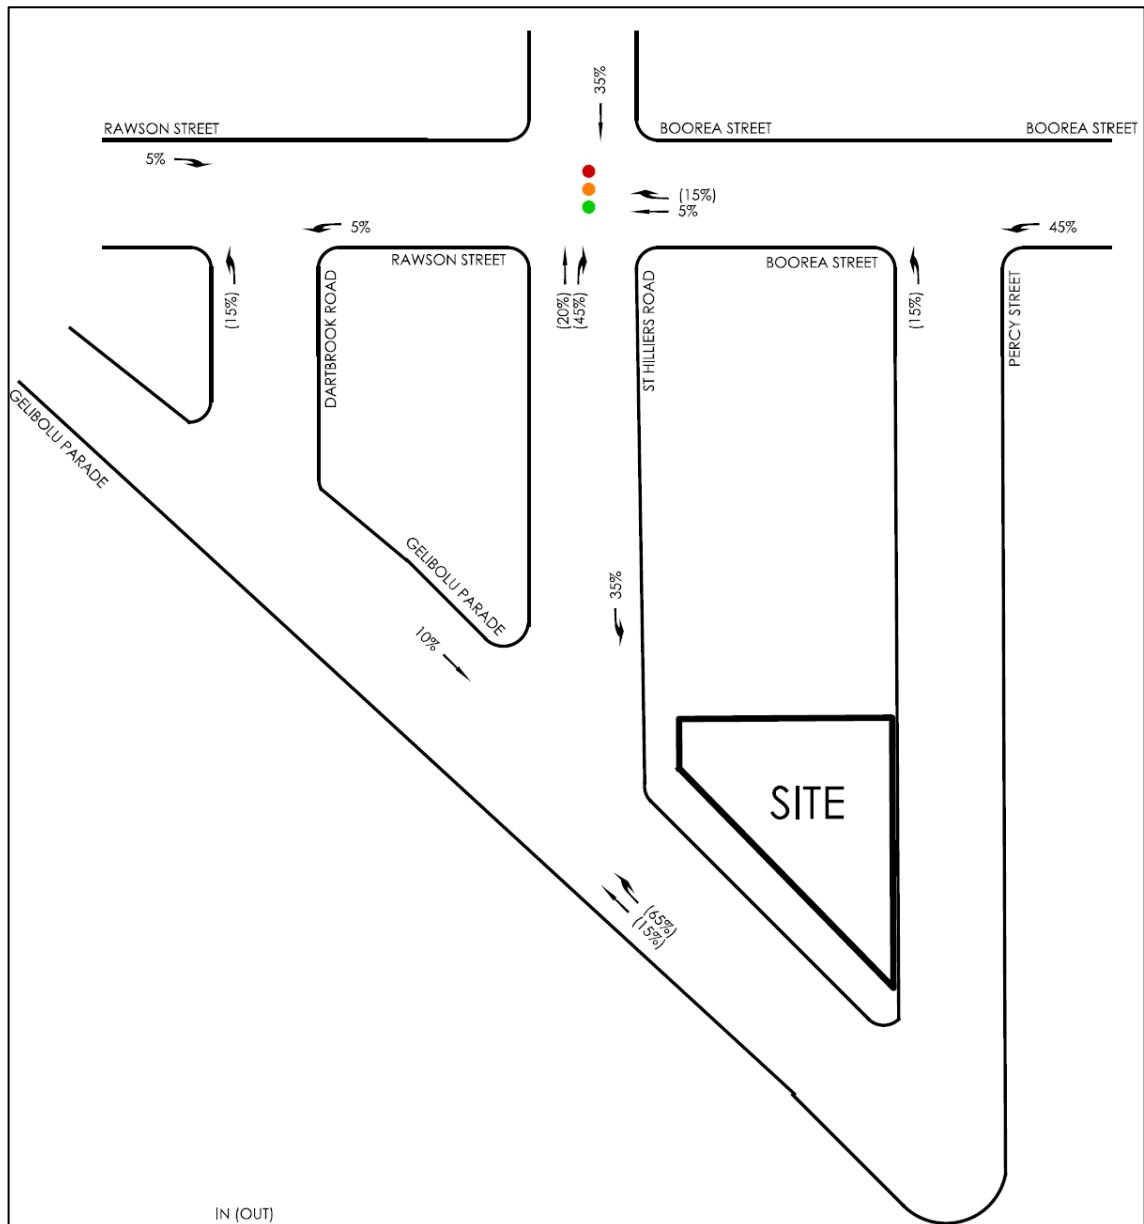 35%
RAWSON STREET
BOOREA STREET
BOOREA STREET
5%
(15%)
5%
5%
45%
RAWSON STREET
BOOREA STREET
(15%)
DARTBROOK ROAD
(20%)
(45%)
ST HILLIERS ROAD
(15%)
PERCY STREET
GELIBOLU PARADE
GELIBOLU PARADE
35%
10%
SITE
(65%)
(15%)
IN (OUT)